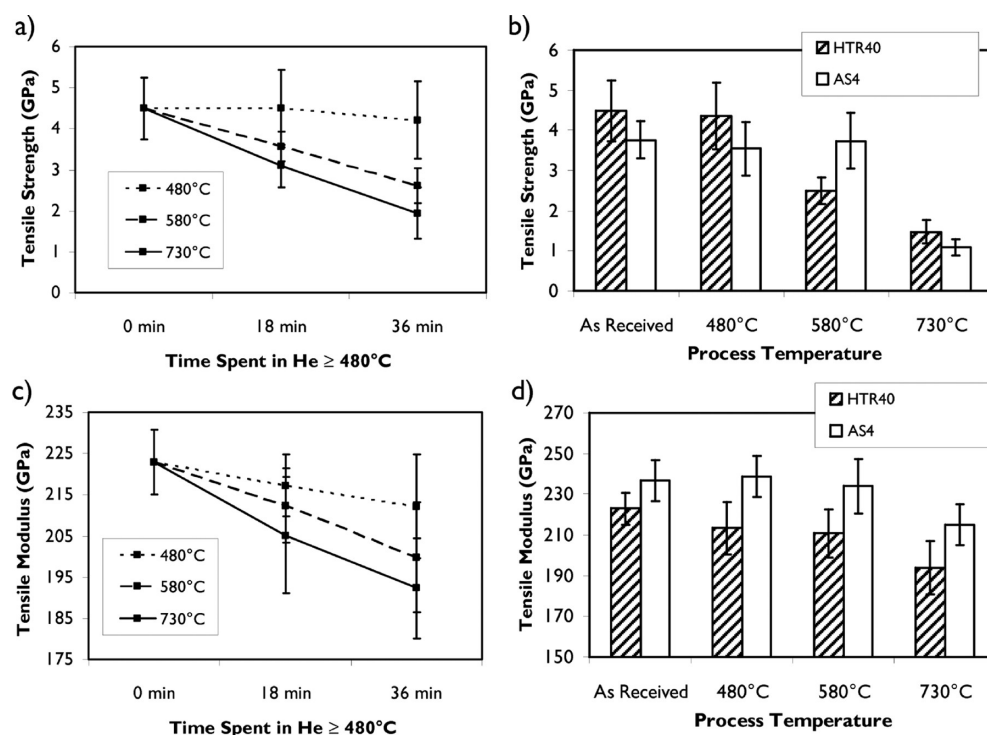 a)
Tensile Strength (GPa)
6
5
4
3
2
1
0
480°C
580°C
730°C
0 min 18 min 36 min
Time Spent in He ≥ 480°C
b)
Tensile Strength (GPa)
6
5
4
3
2
1
0
HTR40
AS4
As Received 480°C 580°C 730°C
Process Temperature
c)
Tensile Modulus (GPa)
235
225
215
205
195
185
175
480°C
580°C
730°C
0 min 18 min 36 min
Time Spent in He ≥ 480°C
d)
Tensile Modulus (GPa)
270
250
230
210
190
170
150
HTR40
AS4
As Received 480°C 580°C 730°C
Process Temperature